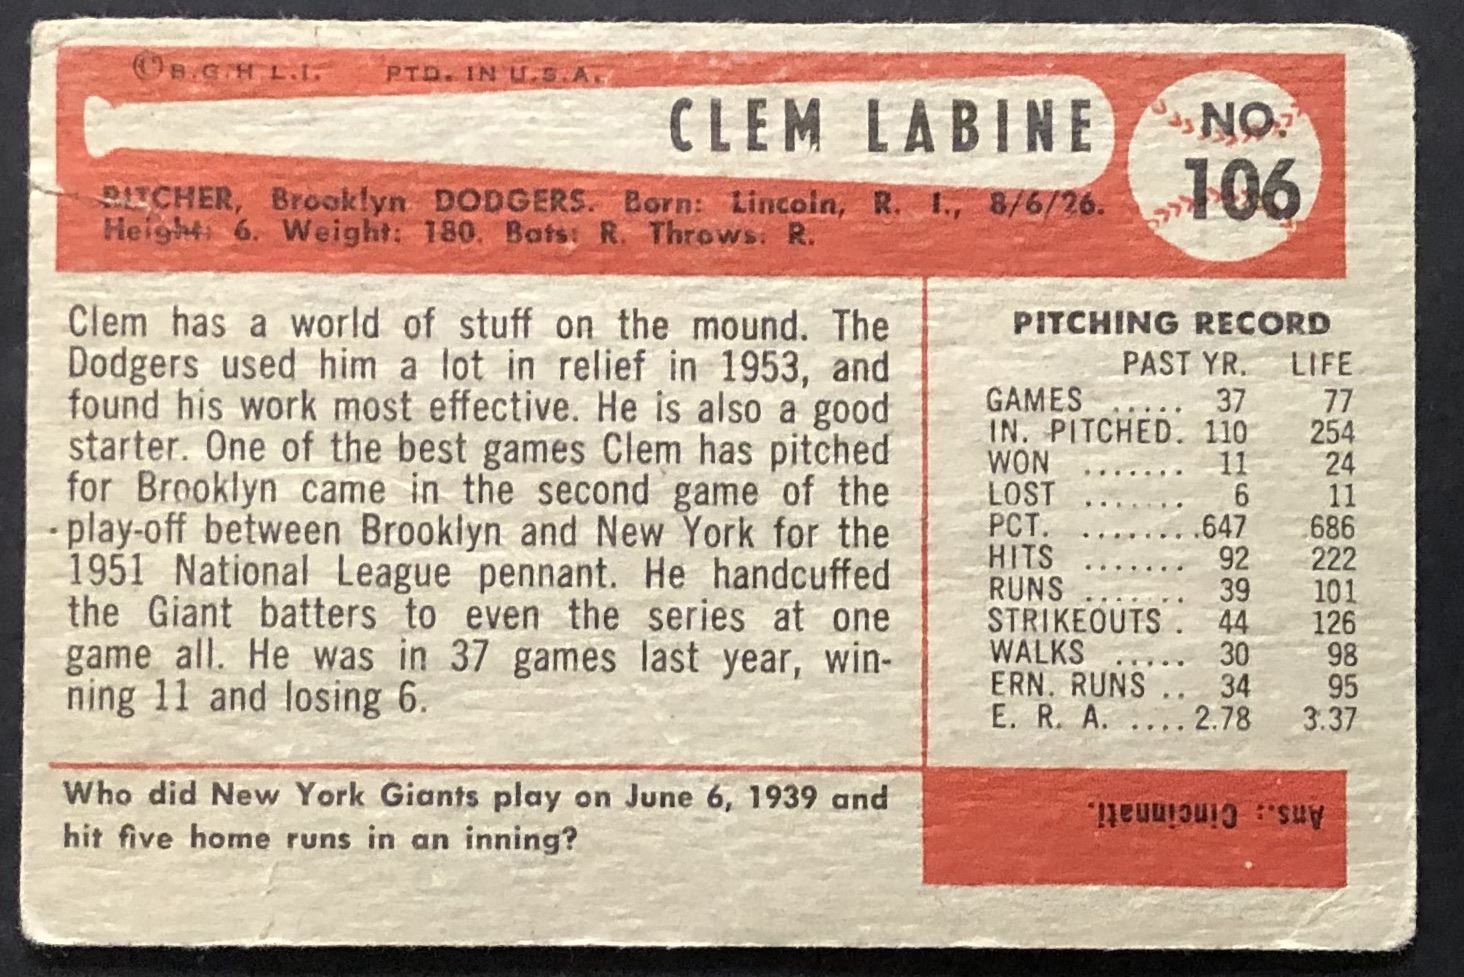 © B.G.H.L.I. PTD. IN U.S.A.
CLEM LABINE
NO.
106
PITCHER, Brooklyn DODGERS. Born: Lincoln, R. I., 8/6/26.
Height: 6. Weight: 180. Bats: R. Throws: R.
Clem has a world of stuff on the mound. The
Dodgers used him a lot in relief in 1953, and
found his work most effective. He is also a good
starter. One of the best games Clem has pitched
for Brooklyn came in the second game of the
play-off between Brooklyn and New York for the
1951 National League pennant. He handcuffed
the Giant batters to even the series at one
game all. He was in 37 games last year, win-
ning 11 and losing 6.
PITCHING RECORD
PAST YR. LIFE
GAMES ..... 37 77
IN. PITCHED. 110 254
WON ....... 11 24
LOST ....... 6 11
PCT. ........647 686
HITS ....... 92 222
RUNS ....... 39 101
STRIKEOUTS . 44 126
WALKS ..... 30 98
ERN. RUNS .. 34 95
E. R. A. .... 2.78 3.37
Who did New York Giants play on June 6, 1939 and
hit five home runs in an inning?
Ans.: Cincinnati.